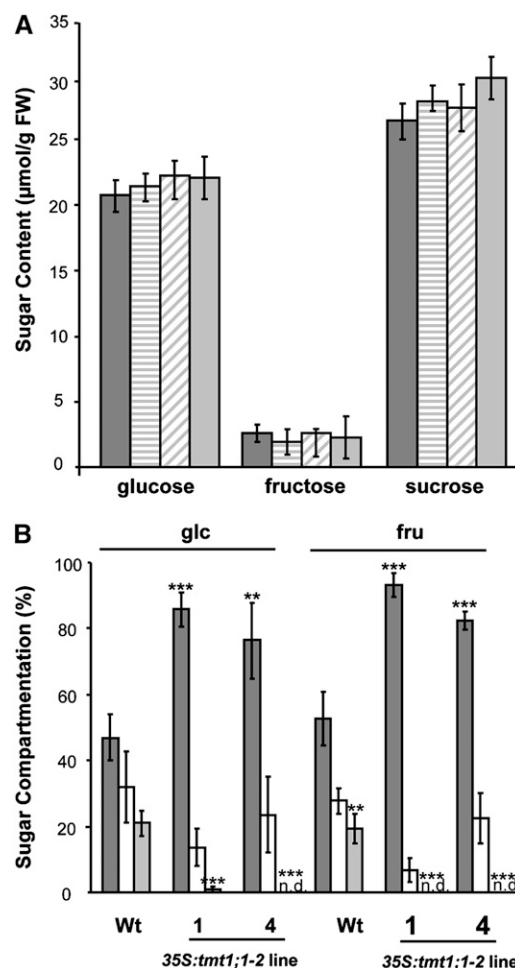 A
Sugar Content (µmol/g FW)
35
30
25
20
15
10
5
0
glucose fructose sucrose
B
glc fru
Sugar Compartmentation (%)
100
80
60
40
20
0
*** ** *** ***
**
*** *** *** ***
n.d. n.d. n.d.
Wt 1 4 Wt 1 4
35S:tmt1;1-2 line 35S:tmt1;1-2 line